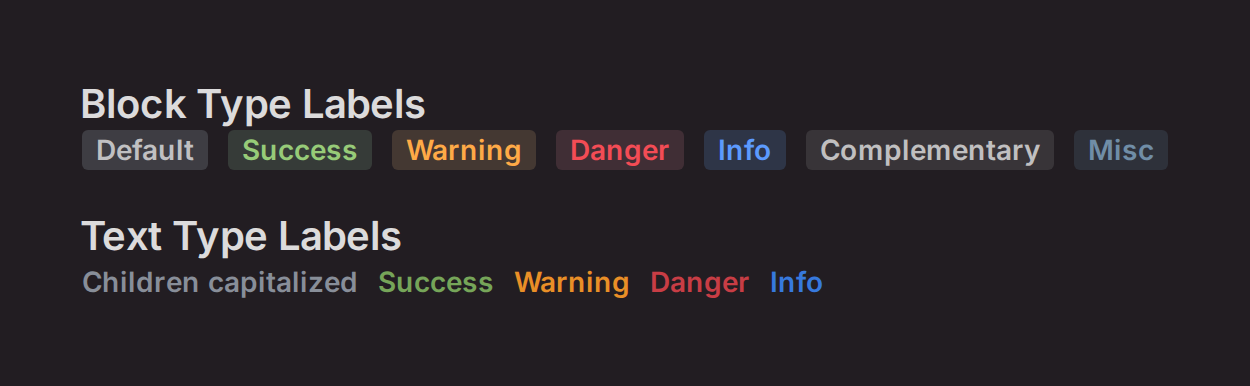 Block Type Labels
Default Success Warning Danger Info Complementary Misc
Text Type Labels
Children capitalized Success Warning Danger Info